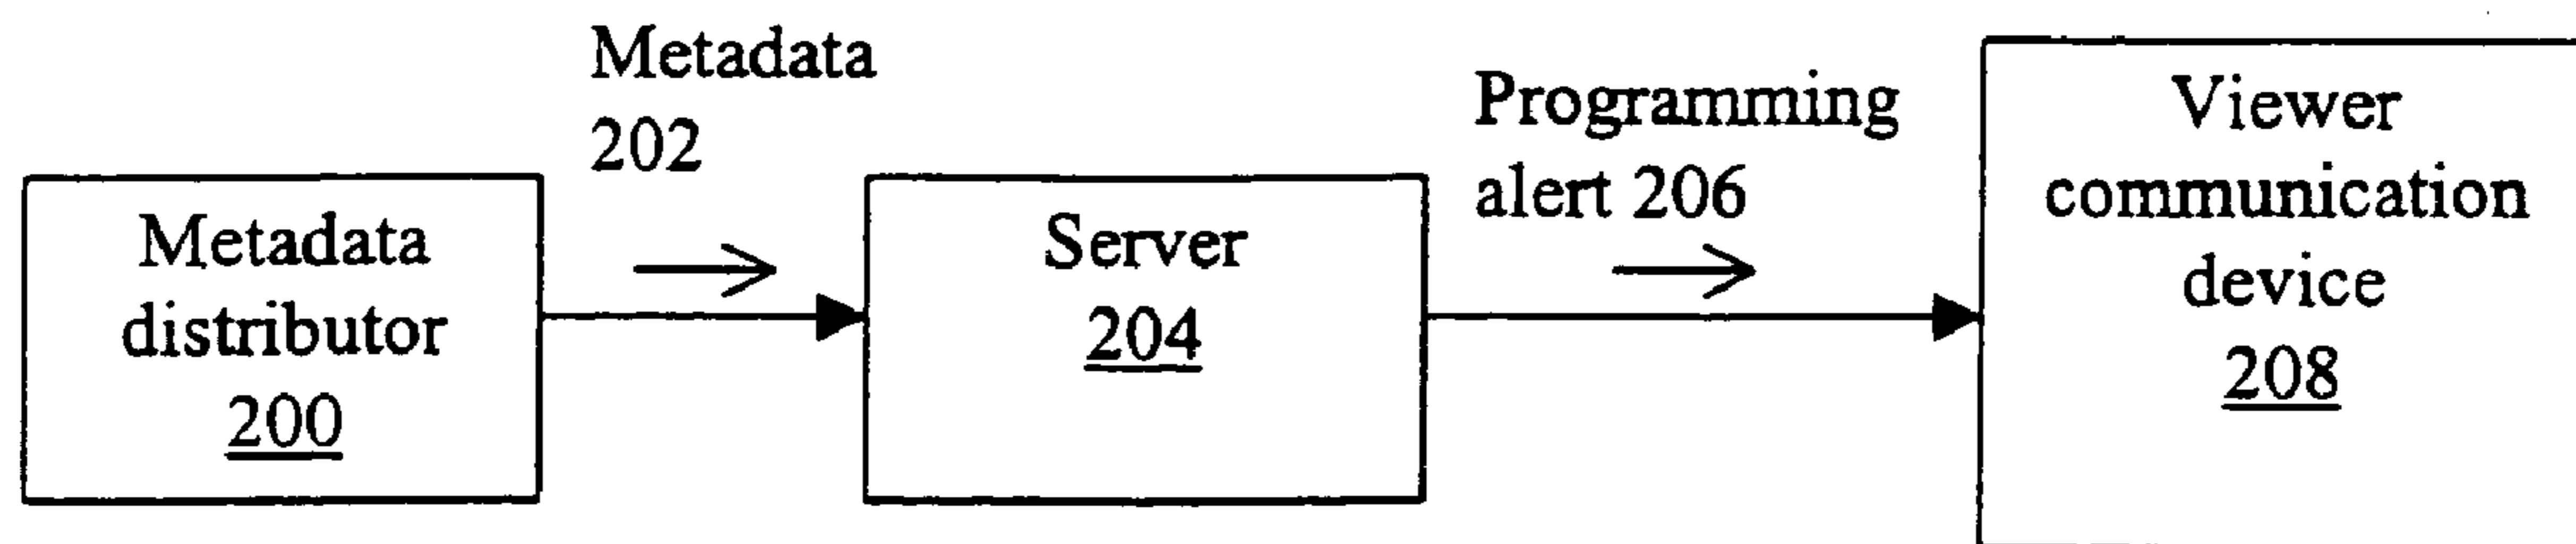 Metadata
202
Programming
alert 206
Metadata
distributor
200
Server
204
Viewer
communication
device
208